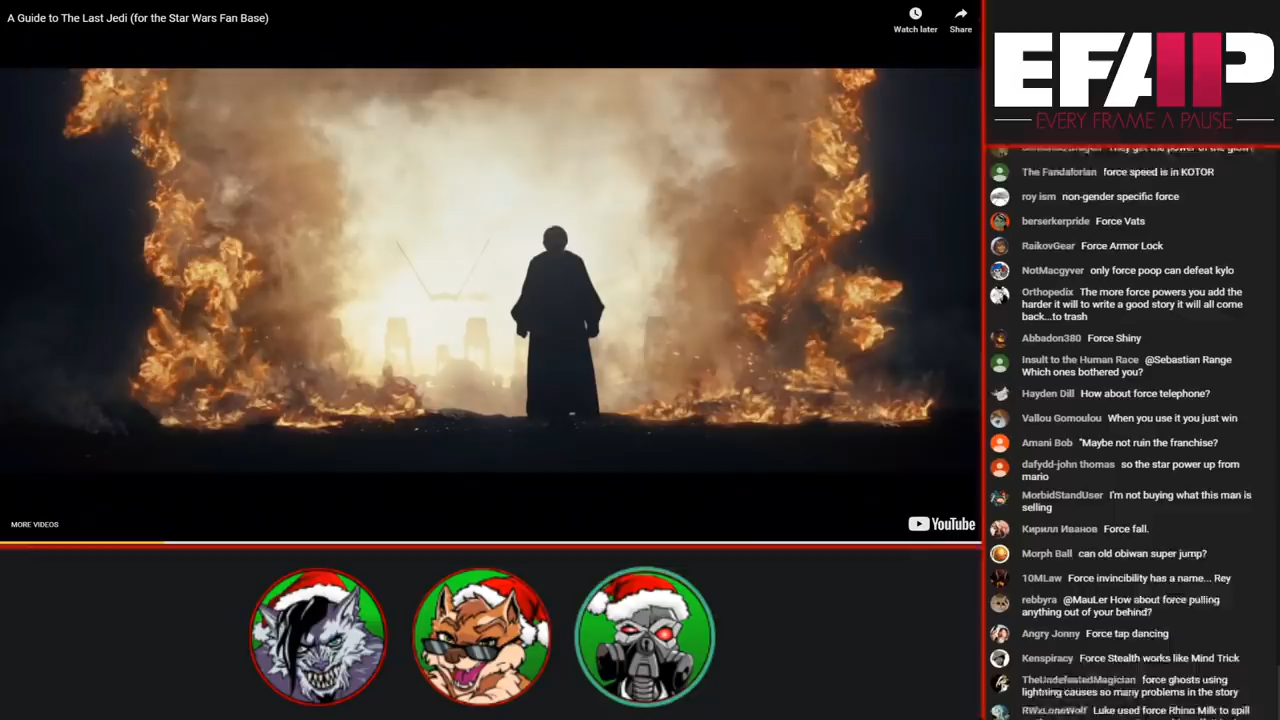 A Guide to The Last Jedi (for the Star Wars Fan Base)
Watch later
Share
MORE VIDEOS
YouTube
EFAP
EVERY FRAME A PAUSE
They get the power of the glow!
The Fandalorian force speed is in KOTOR
roy ism non-gender specific force
berserkerpride Force Vats
RaikovGear Force Armor Lock
NotMacgyver only force poop can defeat kylo
Orthopedix The more force powers you add the
harder it will to write a good story it will all come
back...to trash
Abbadon380 Force Shiny
Insult to the Human Race @Sebastian Range
Which ones bothered you?
Hayden Dill How about force telephone?
Vallou Gomoulou When you use it you just win
Amani Bob "Maybe not ruin the franchise?
dafydd-john thomas so the star power up from
mario
MorbidStandUser I'm not buying what this man is
selling
Кирилл Иванов Force fall.
Morph Ball can old obiwan super jump?
10MLaw Force invincibility has a name... Rey
rebbyra @MauLer How about force pulling
anything out of your behind?
Angry Jonny Force tap dancing
Kenspiracy Force Stealth works like Mind Trick
TheUndefeatedMagician force ghosts using
lightning causes so many problems in the story
RWxLoneWolf Luke used force Rhino Milk to spill